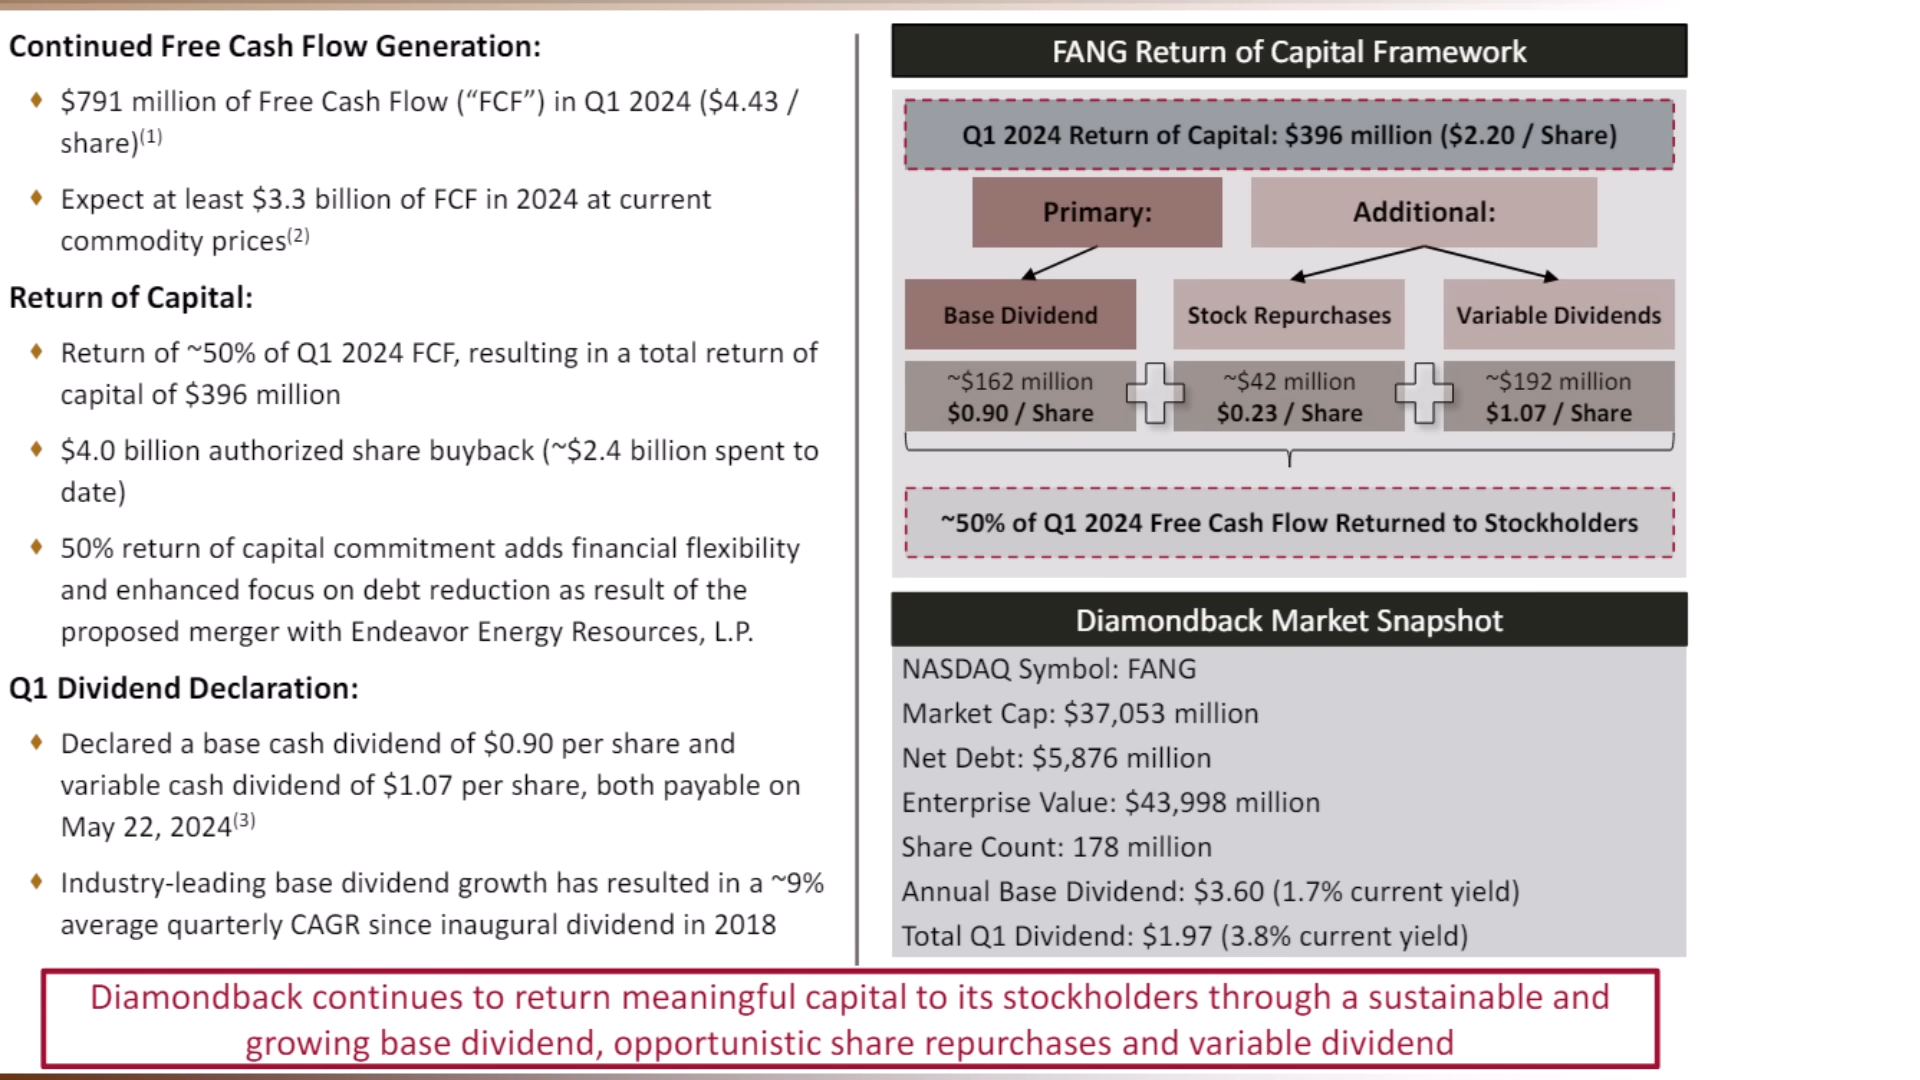 Continued Free Cash Flow Generation:
♦ $791 million of Free Cash Flow (“FCF”) in Q1 2024 ($4.43 /
share)(1)
♦ Expect at least $3.3 billion of FCF in 2024 at current
commodity prices(2)
Return of Capital:
♦ Return of ~50% of Q1 2024 FCF, resulting in a total return of
capital of $396 million
♦ $4.0 billion authorized share buyback (~$2.4 billion spent to
date)
♦ 50% return of capital commitment adds financial flexibility
and enhanced focus on debt reduction as result of the
proposed merger with Endeavor Energy Resources, L.P.
Q1 Dividend Declaration:
♦ Declared a base cash dividend of $0.90 per share and
variable cash dividend of $1.07 per share, both payable on
May 22, 2024(3)
♦ Industry-leading base dividend growth has resulted in a ~9%
average quarterly CAGR since inaugural dividend in 2018
FANG Return of Capital Framework
Q1 2024 Return of Capital: $396 million ($2.20 / Share)
Primary:
Additional:
Base Dividend
Stock Repurchases
Variable Dividends
~$162 million
$0.90 / Share
~$42 million
$0.23 / Share
~$192 million
$1.07 / Share
~50% of Q1 2024 Free Cash Flow Returned to Stockholders
Diamondback Market Snapshot
NASDAQ Symbol: FANG
Market Cap: $37,053 million
Net Debt: $5,876 million
Enterprise Value: $43,998 million
Share Count: 178 million
Annual Base Dividend: $3.60 (1.7% current yield)
Total Q1 Dividend: $1.97 (3.8% current yield)
Diamondback continues to return meaningful capital to its stockholders through a sustainable and
growing base dividend, opportunistic share repurchases and variable dividend